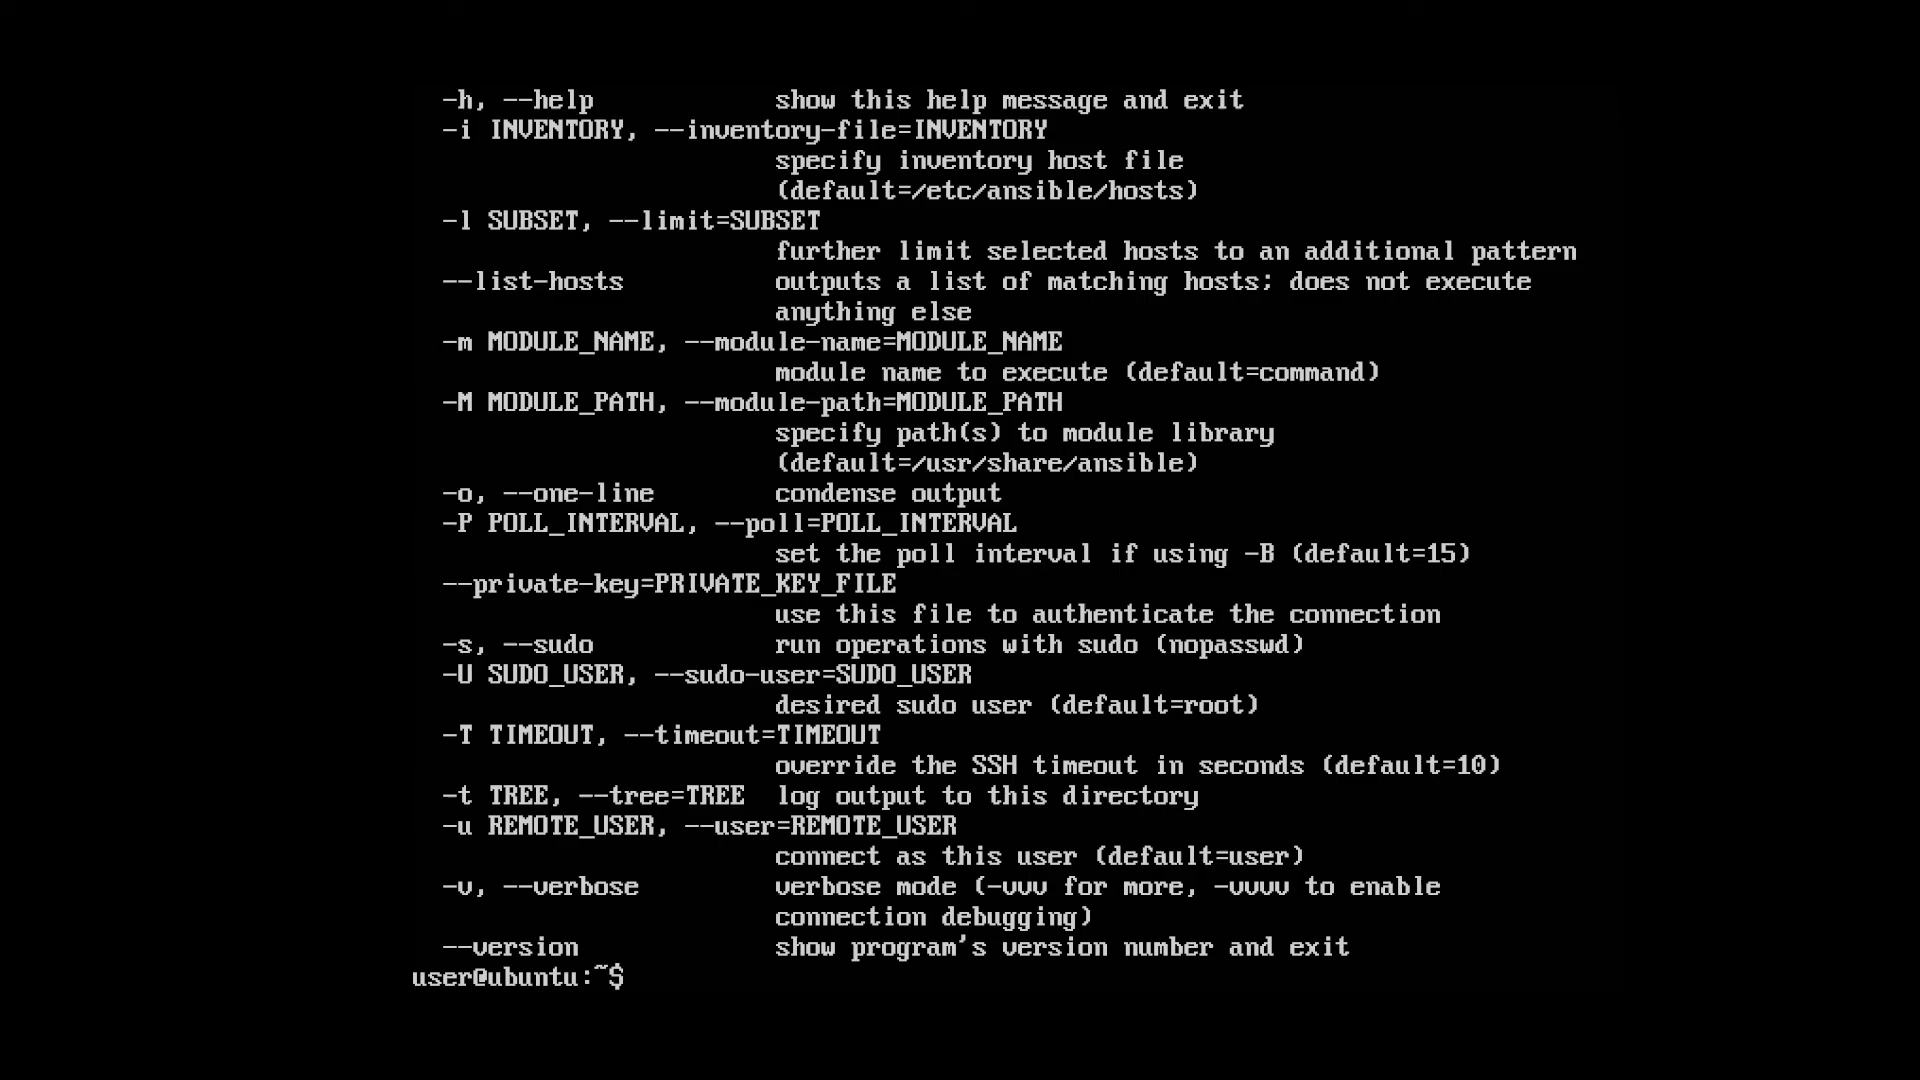 -h, --help            show this help message and exit
-i INVENTORY, --inventory-file=INVENTORY
specify inventory host file
(default=/etc/ansible/hosts)
-l SUBSET, --limit=SUBSET
further limit selected hosts to an additional pattern
--list-hosts          outputs a list of matching hosts; does not execute
anything else
-m MODULE_NAME, --module-name=MODULE_NAME
module name to execute (default=command)
-M MODULE_PATH, --module-path=MODULE_PATH
specify path(s) to module library
(default=/usr/share/ansible)
-o, --one-line        condense output
-P POLL_INTERVAL, --poll=POLL_INTERVAL
set the poll interval if using -B (default=15)
--private-key=PRIVATE_KEY_FILE
use this file to authenticate the connection
-s, --sudo            run operations with sudo (nopasswd)
-U SUDO_USER, --sudo-user=SUDO_USER
desired sudo user (default=root)
-T TIMEOUT, --timeout=TIMEOUT
override the SSH timeout in seconds (default=10)
-t TREE, --tree=TREE  log output to this directory
-u REMOTE_USER, --user=REMOTE_USER
connect as this user (default=user)
-v, --verbose         verbose mode (-vvv for more, -vvvv to enable
connection debugging)
--version             show program's version number and exit
user@ubuntu:~$